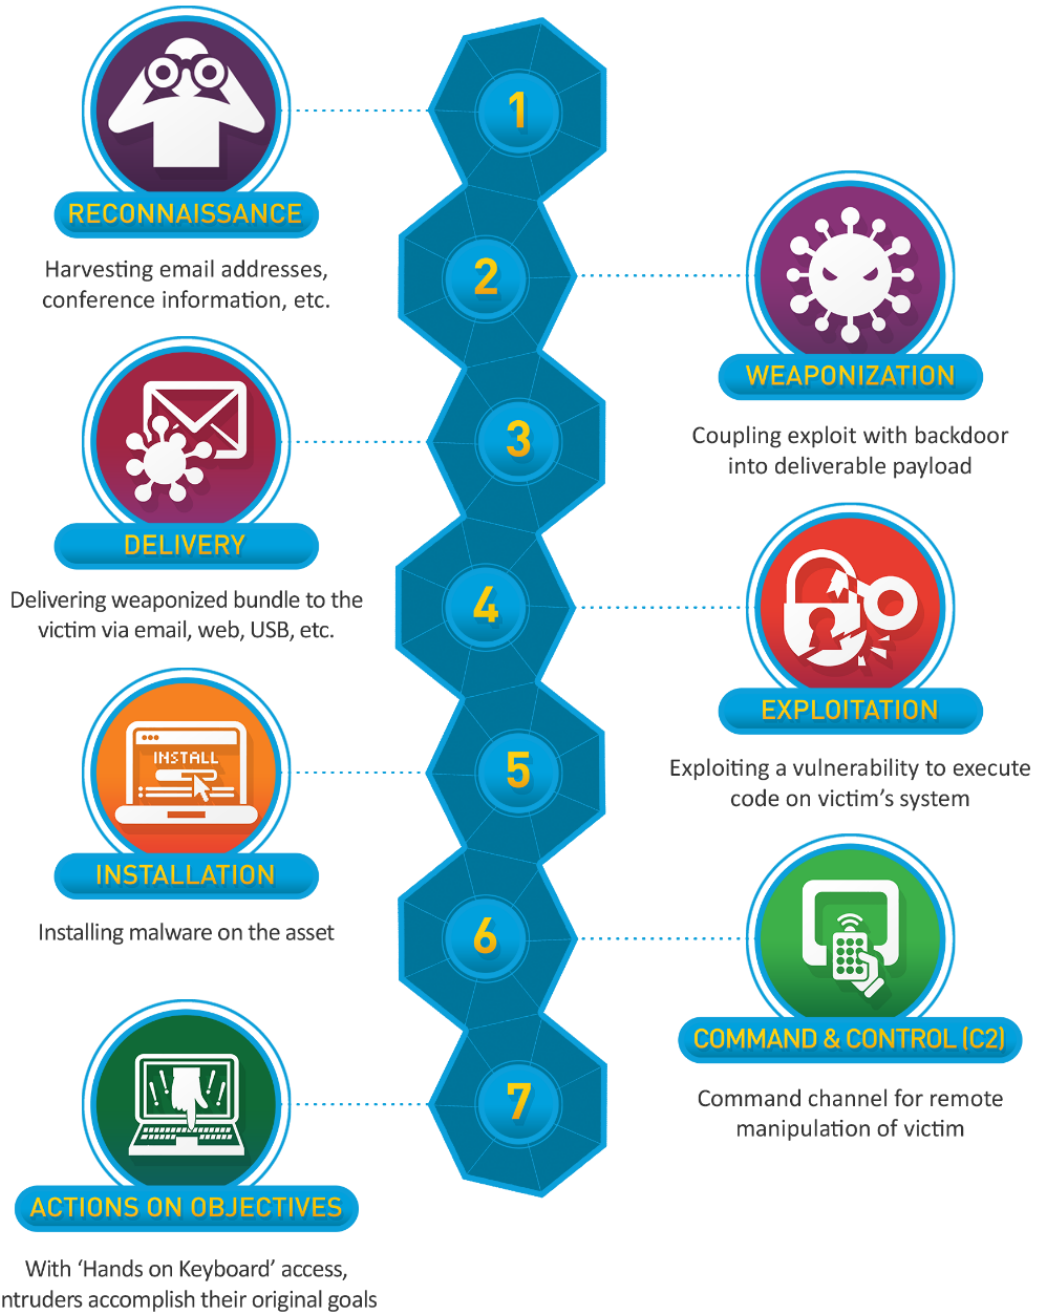 1
RECONNAISSANCE
Harvesting email addresses,
conference information, etc.
2
WEAPONIZATION
Coupling exploit with backdoor
into deliverable payload
3
DELIVERY
Delivering weaponized bundle to the
victim via email, web, USB, etc.
4
EXPLOITATION
Exploiting a vulnerability to execute
code on victim's system
5
INSTALL
INSTALLATION
Installing malware on the asset
6
COMMAND & CONTROL (C2)
Command channel for remote
manipulation of victim
7
ACTIONS ON OBJECTIVES
With ‘Hands on Keyboard’ access,
ntruders accomplish their original goals